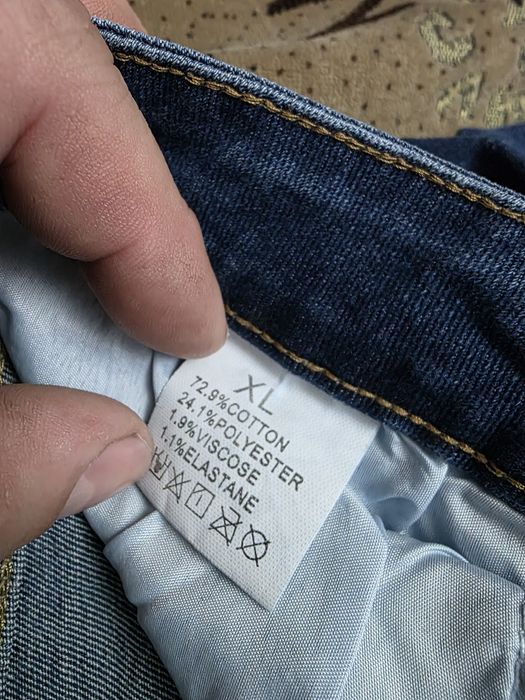 XL
72.9%COTTON
24.1%POLYESTER
1.9%VISCOSE
1.1%ELASTANE